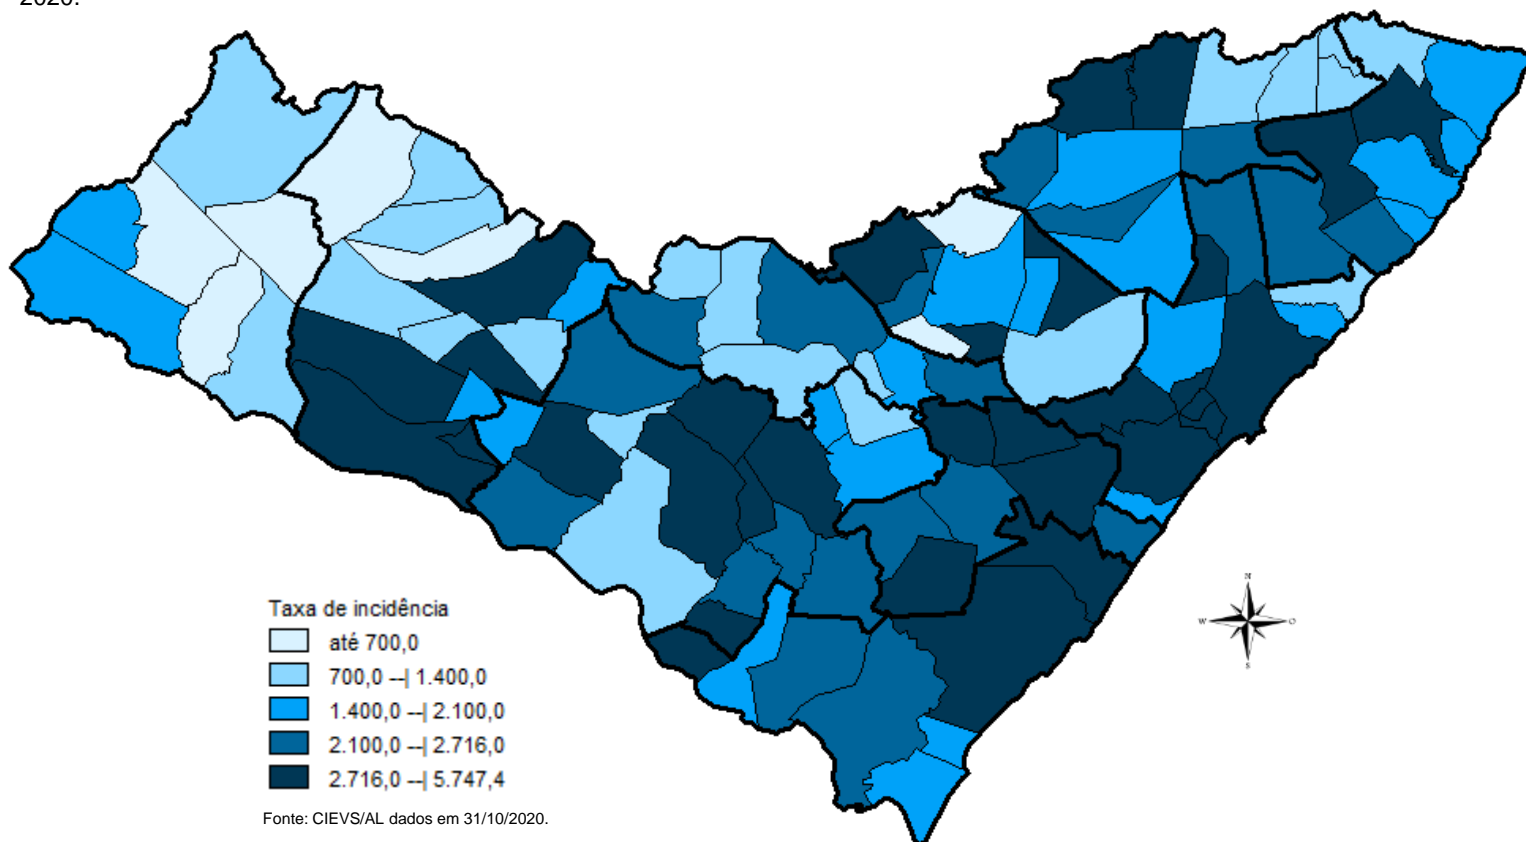 2020.
N
W
O
S
Taxa de incidência
até 700,0
700,0 --| 1.400,0
1.400,0 --| 2.100,0
2.100,0 --| 2.716,0
2.716,0 --| 5.747,4
Fonte: CIEVS/AL dados em 31/10/2020.